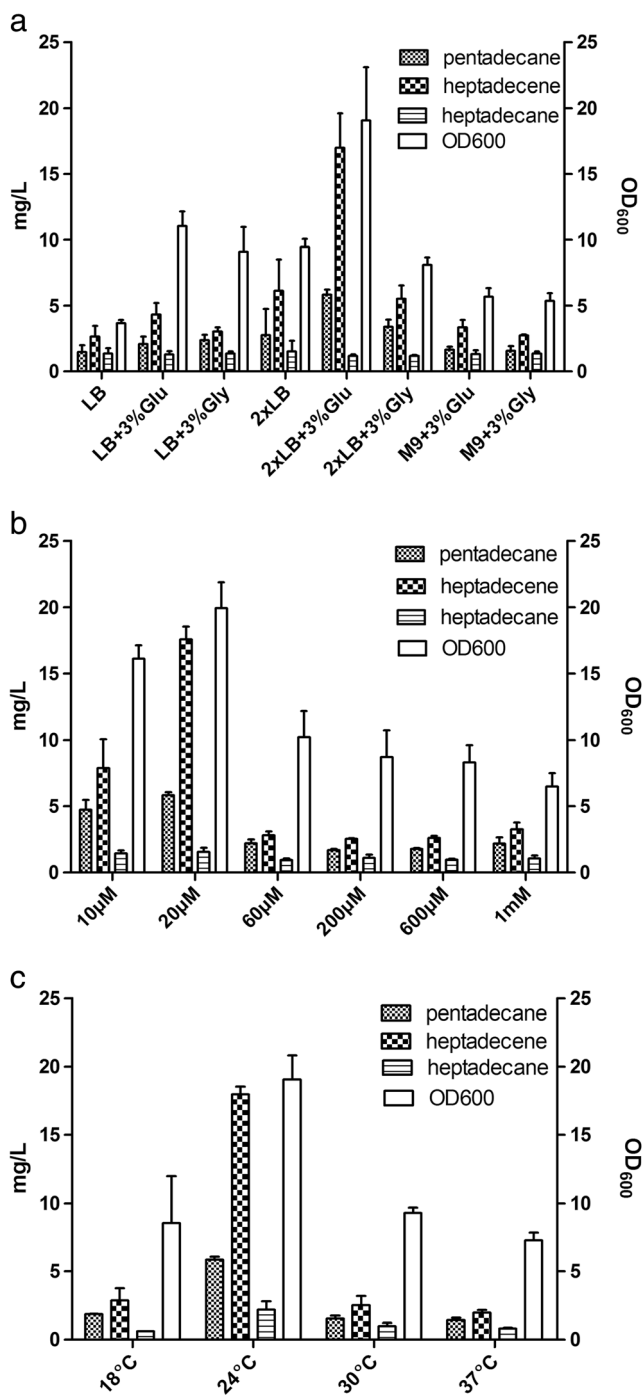 a
25
20
15
10
5
0
mg/L
pentadecane
heptadecene
heptadecane
OD600
25
20
15
10
5
0
OD600
LB
LB+3%Glu
LB+3%Gly
2xLB
2xLB+3%Glu
2xLB+3%Gly
M9+3%Glu
M9+3%Gly
b
25
20
15
10
5
0
mg/L
pentadecane
heptadecene
heptadecane
OD600
25
20
15
10
5
0
OD600
10μM
20μM
60μM
200μM
600μM
1mM
c
25
20
15
10
5
0
mg/L
pentadecane
heptadecene
heptadecane
OD600
25
20
15
10
5
0
OD600
18°C
24°C
30°C
37°C